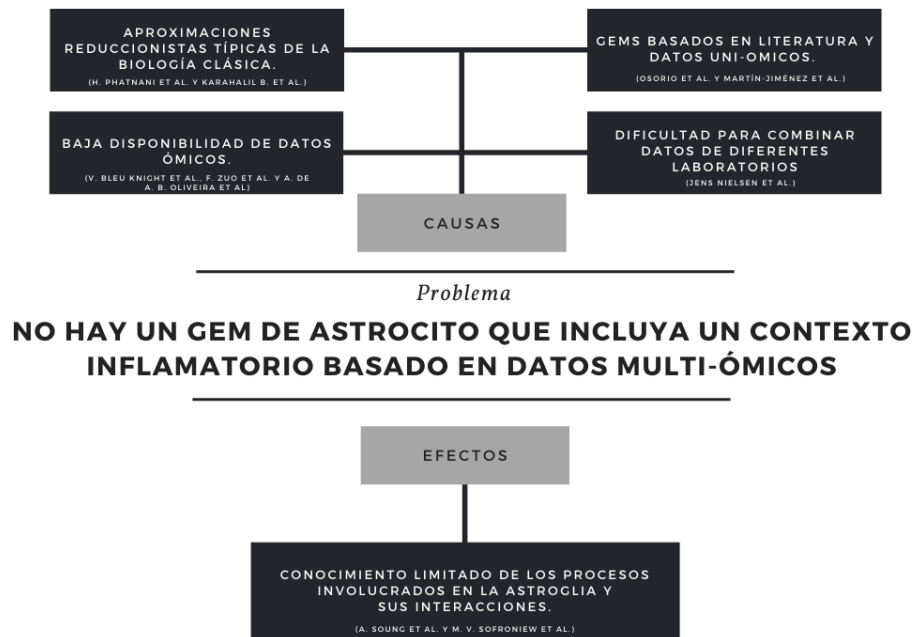 APROXIMACIONES
REDUCCIONISTAS TÍPICAS DE LA
BIOLOGÍA CLÁSICA.
(H. PHATNANI ET AL. Y KARAHALIL B. ET AL.)
GEMS BASADOS EN LITERATURA Y
DATOS UNI-OMICOS.
(OSORIO ET AL. Y MARTÍN-JIMÉNEZ ET AL.)
BAJA DISPONIBILIDAD DE DATOS
ÓMICOS.
(V. BLEU KNIGHT ET AL., F. ZUO ET AL. Y A. DE
A. B. OLIVEIRA ET AL)
DIFICULTAD PARA COMBINAR
DATOS DE DIFERENTES
LABORATORIOS
(JENS NIELSEN ET AL.)
CAUSAS
Problema
NO HAY UN GEM DE ASTROCITO QUE INCLUYA UN CONTEXTO
INFLAMATORIO BASADO EN DATOS MULTI-ÓMICOS
EFECTOS
CONOCIMIENTO LIMITADO DE LOS PROCESOS
INVOLUCRADOS EN LA ASTROGLIA Y
SUS INTERACCIONES.
(A. SOUNG ET AL. Y M. V. SOFRONIEW ET AL.)